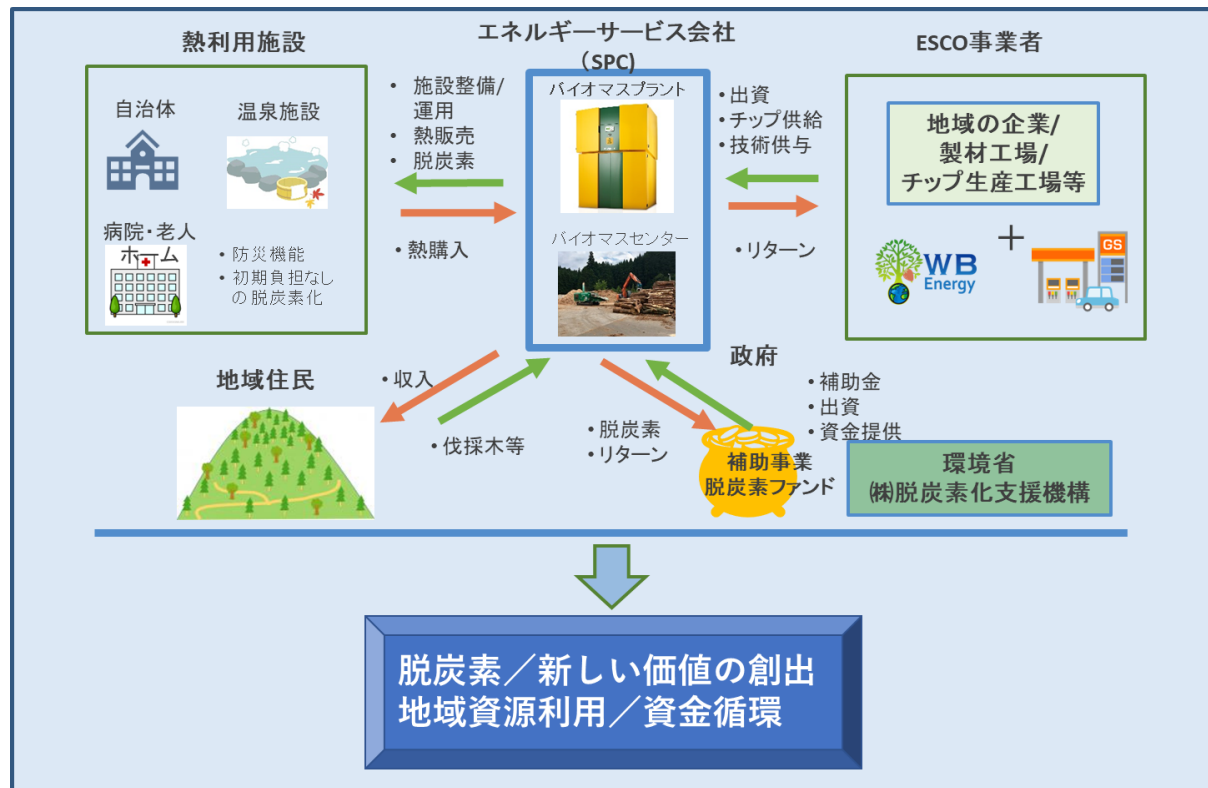 熱利用施設
自治体
温泉施設
病院・老人
ホーム
• 防災機能
• 初期負担なし
の脱炭素化
• 施設整備/
運用
• 熱販売
• 脱炭素
• 熱購入
エネルギーサービス会社
（SPC)
バイオマスプラント
バイオマスセンター
• 出資
• チップ供給
• 技術供与
• リターン
ESCO事業者
地域の企業/
製材工場/
チップ生産工場等
+
WB
Energy
GS
地域住民
• 収入
• 伐採木等
• 脱炭素
• リターン
政府
• 補助金
• 出資
• 資金提供
補助事業
脱炭素ファンド
環境省
㈱脱炭素化支援機構
脱炭素／新しい価値の創出
地域資源利用／資金循環